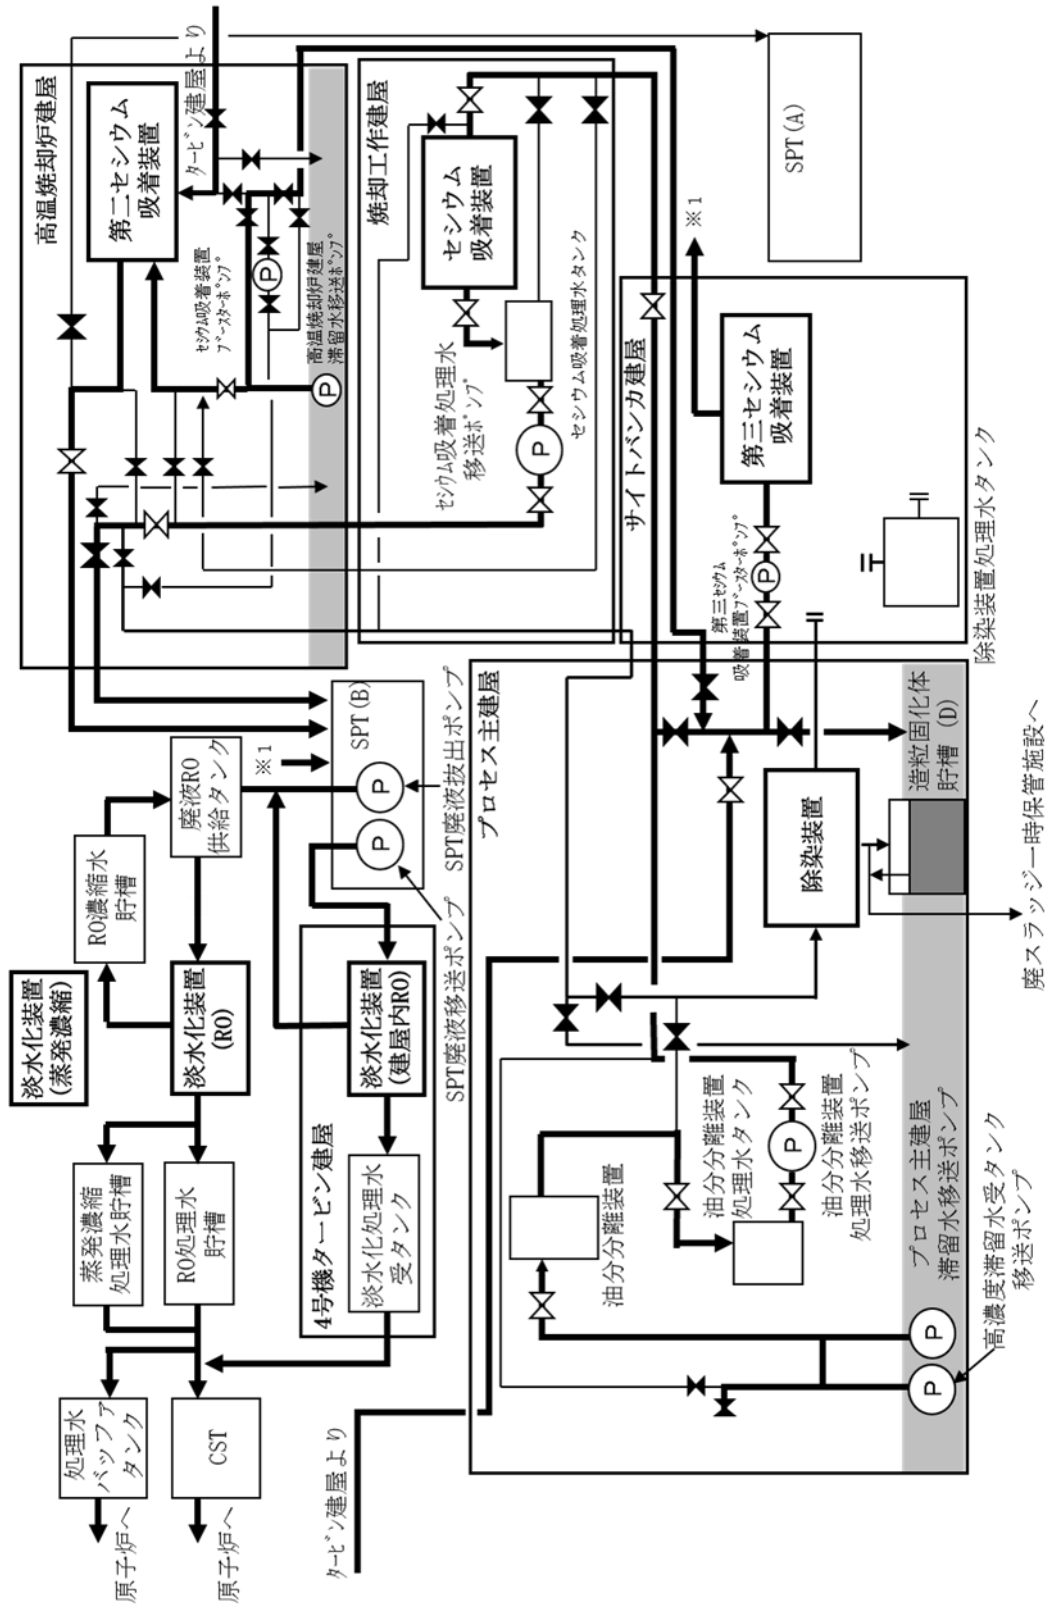 高温焼却炉建屋
第二セシウム
吸着装置
タービン建屋より
セシウム吸着装置
ブースターポンプ
高温焼却炉建屋
滞留水移送ポンプ
P
P
焼却工作建屋
セシウム
吸着装置
セシウム吸着処理水
移送ポンプ
セシウム吸着処理水タンク
P
SPT(A)
※1
サイトバンカ建屋
第三セシウム
吸着装置
第三セシウム
吸着装置ブースターポンプ
P
除染装置処理水タンク
SPT(B)
※1
P
P
SPT廃液抜出ポンプ
SPT廃液移送ポンプ
廃液RO
供給タンク
RO濃縮水
貯槽
淡水化装置
(蒸発濃縮)
淡水化装置
(RO)
淡水化装置
(建屋内RO)
4号機タービン建屋
淡水化処理水
受タンク
蒸発濃縮
処理水貯槽
RO処理水
貯槽
処理水
バッファ
タンク
CST
原子炉へ
原子炉へ
タービン建屋より
プロセス主建屋
造粒固化体
貯槽(D)
除染装置
廃スラッジ一時保管施設へ
油分分離装置
油分分離装置
処理水タンク
油分分離装置
処理水移送ポンプ
P
プロセス主建屋
滞留水移送ポンプ
P
P
高濃度滞留水受タンク
移送ポンプ